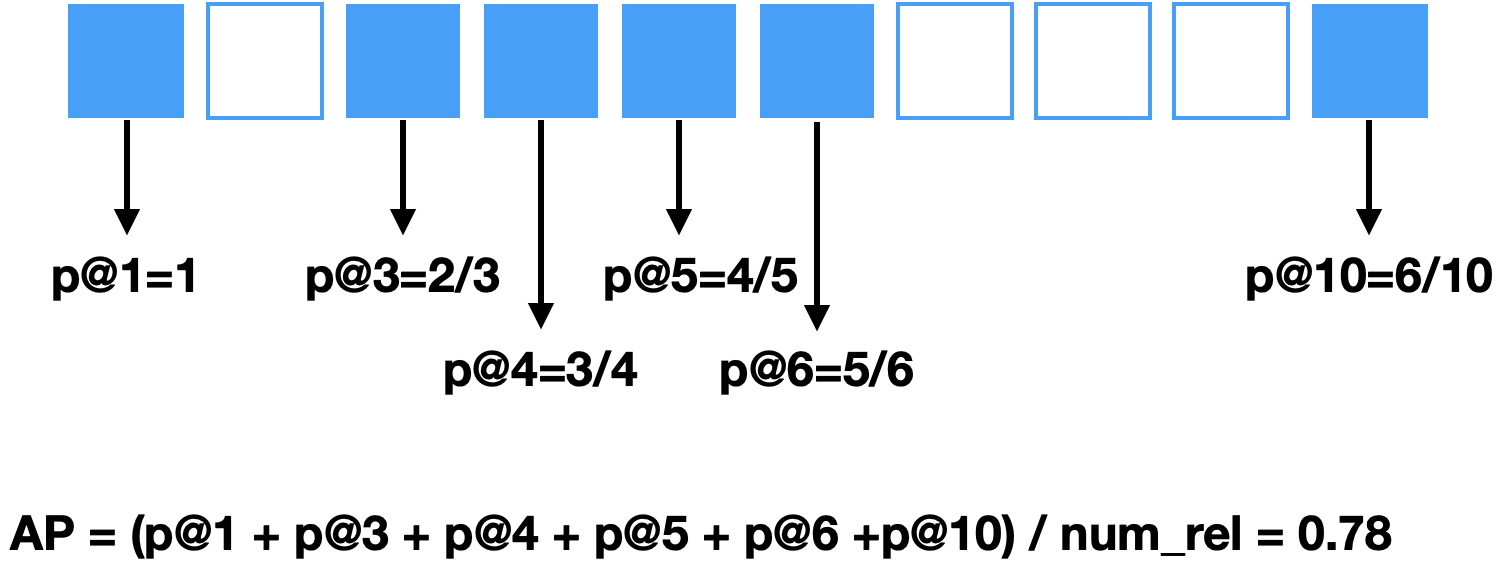 p@1=1 p@3=2/3 p@5=4/5 p@10=6/10
p@4=3/4 p@6=5/6
AP = (p@1 + p@3 + p@4 + p@5 + p@6 +p@10) / num_rel = 0.78